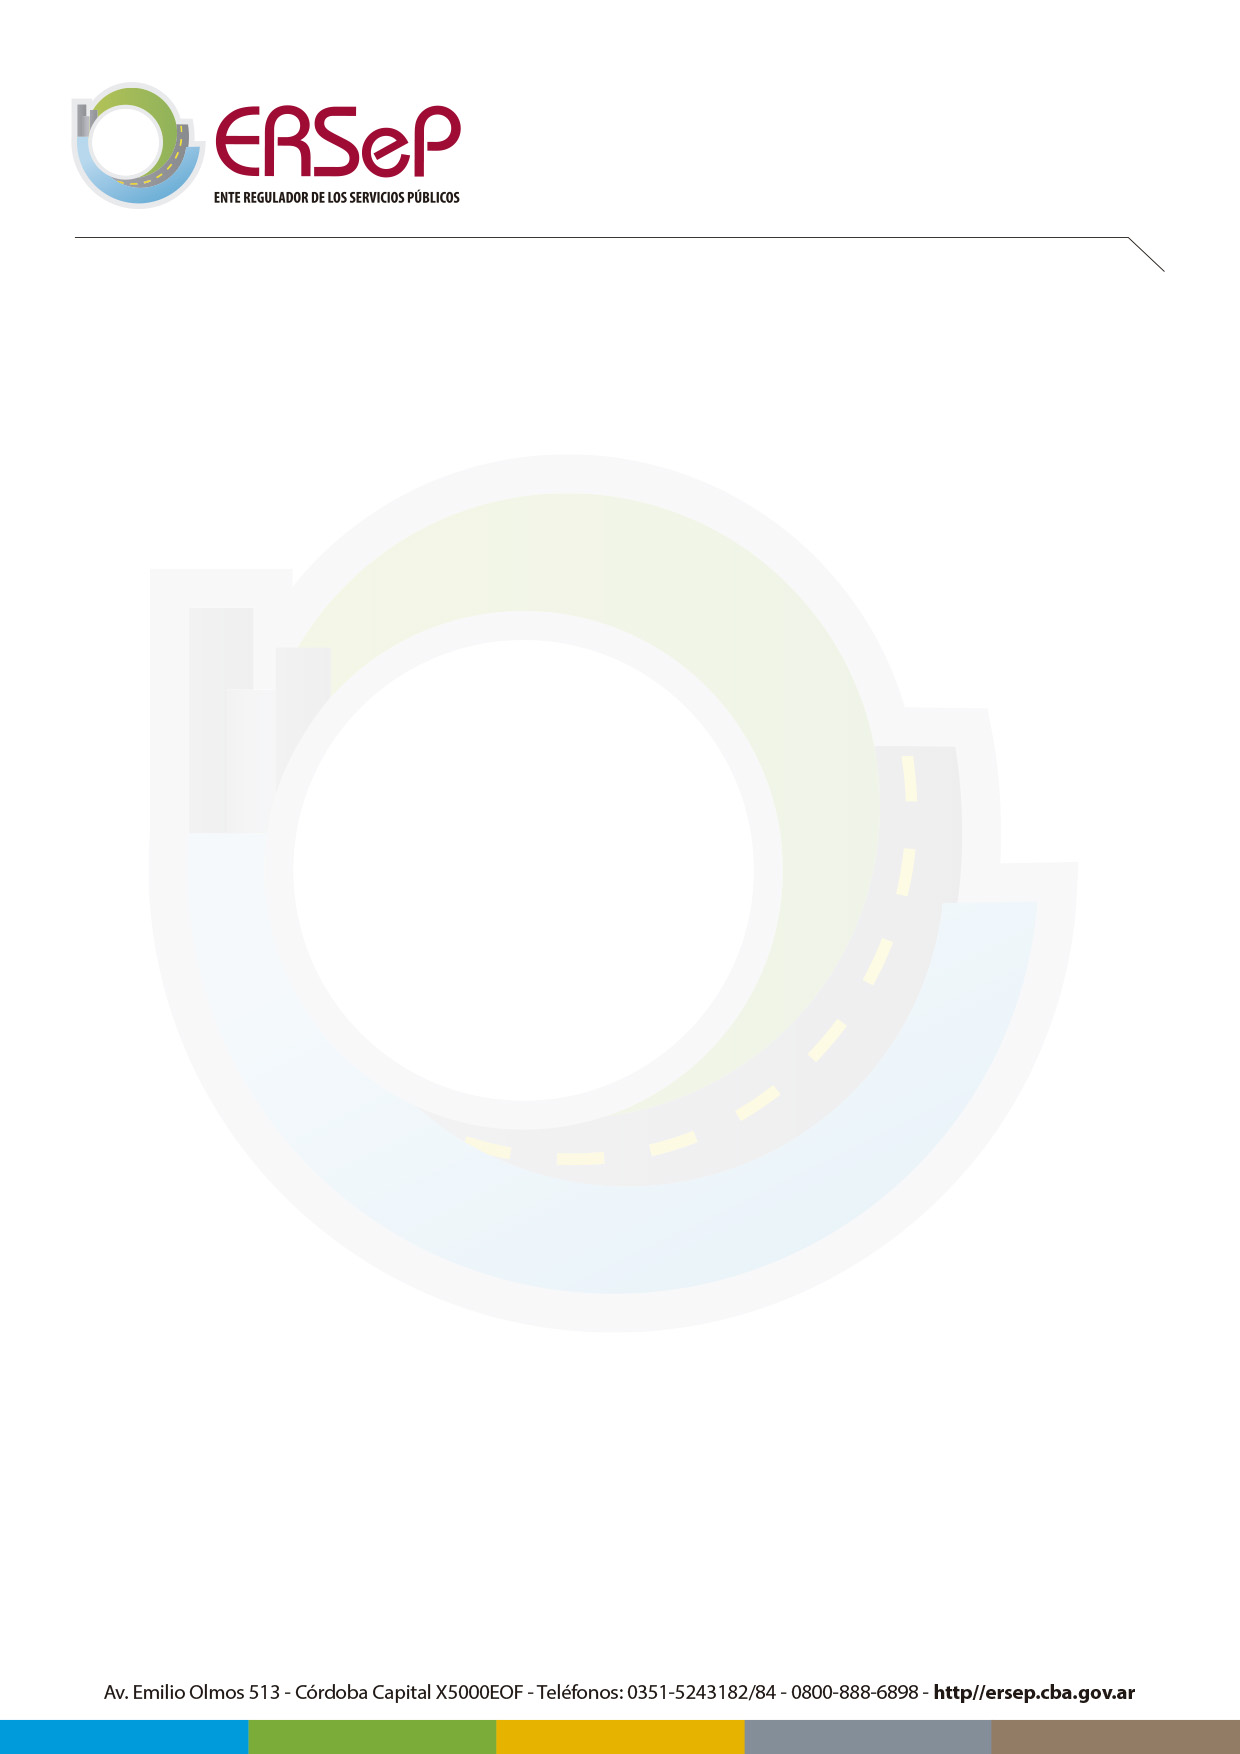 ERSeP
ENTE REGULADOR DE LOS SERVICIOS PÚBLICOS
Av. Emilio Olmos 513 - Córdoba Capital X5000EOF - Teléfonos: 0351-5243182/84 - 0800-888-6898 - http//ersep.cba.gov.ar